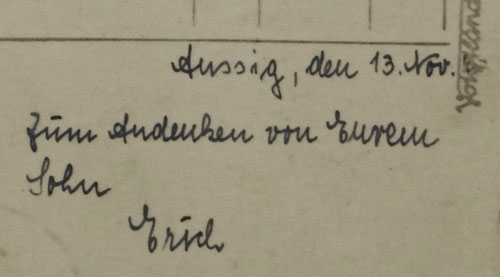 Aussig, den 13. Nov.
Zum Andenken von Eurem
Sohn
Erich